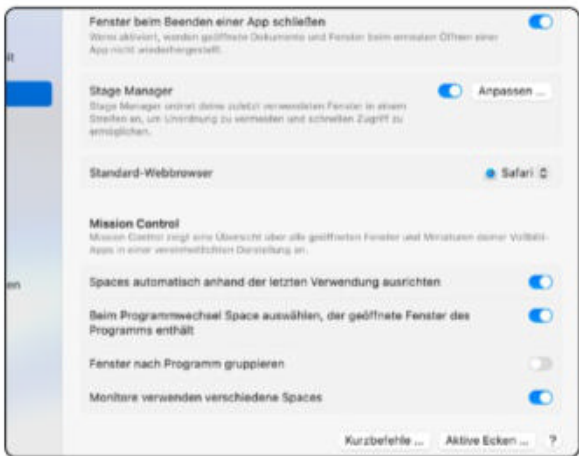 Fenster beim Beenden einer App schließen
Wenn aktiviert, werden geöffnete Dokumente und Fenster beim erneuten Öffnen einer
App nicht wiederhergestellt.
it
Stage Manager
Anpassen ...
Stage Manager ordnet deine zuletzt verwendeten Fenster in einem
Streifen an, um Unordnung zu vermeiden und schnellen Zugriff zu
ermöglichen.
Standard-Webbrowser
Safari
Mission Control
Mission Control zeigt eine Übersicht über alle geöffneten Fenster und Miniaturen deiner Vollbild-
Apps in einer vereinheitlichten Darstellung an.
Spaces automatisch anhand der letzten Verwendung ausrichten
en
Beim Programmwechsel Space auswählen, der geöffnete Fenster des
Programms enthält
Fenster nach Programm gruppieren
Monitore verwenden verschiedene Spaces
Kurzbefehle ...
Aktive Ecken ...
?